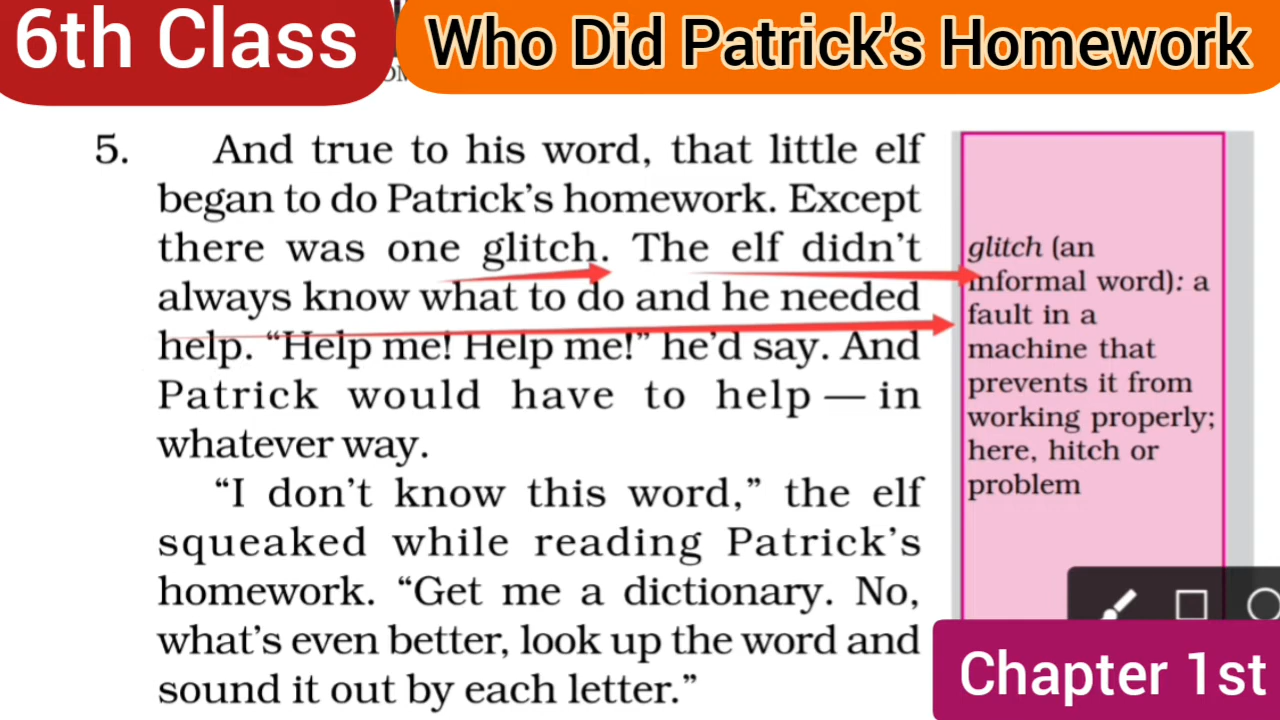 6th Class
Who Did Patrick's Homework
5. And true to his word, that little elf
began to do Patrick’s homework. Except
there was one glitch. The elf didn’t
always know what to do and he needed
help. “Help me! Help me!” he’d say. And
Patrick would have to help — in
whatever way.
“I don’t know this word,” the elf
squeaked while reading Patrick’s
homework. “Get me a dictionary. No,
what’s even better, look up the word and
sound it out by each letter.”
glitch (an
informal word): a
fault in a
machine that
prevents it from
working properly;
here, hitch or
problem
Chapter 1st